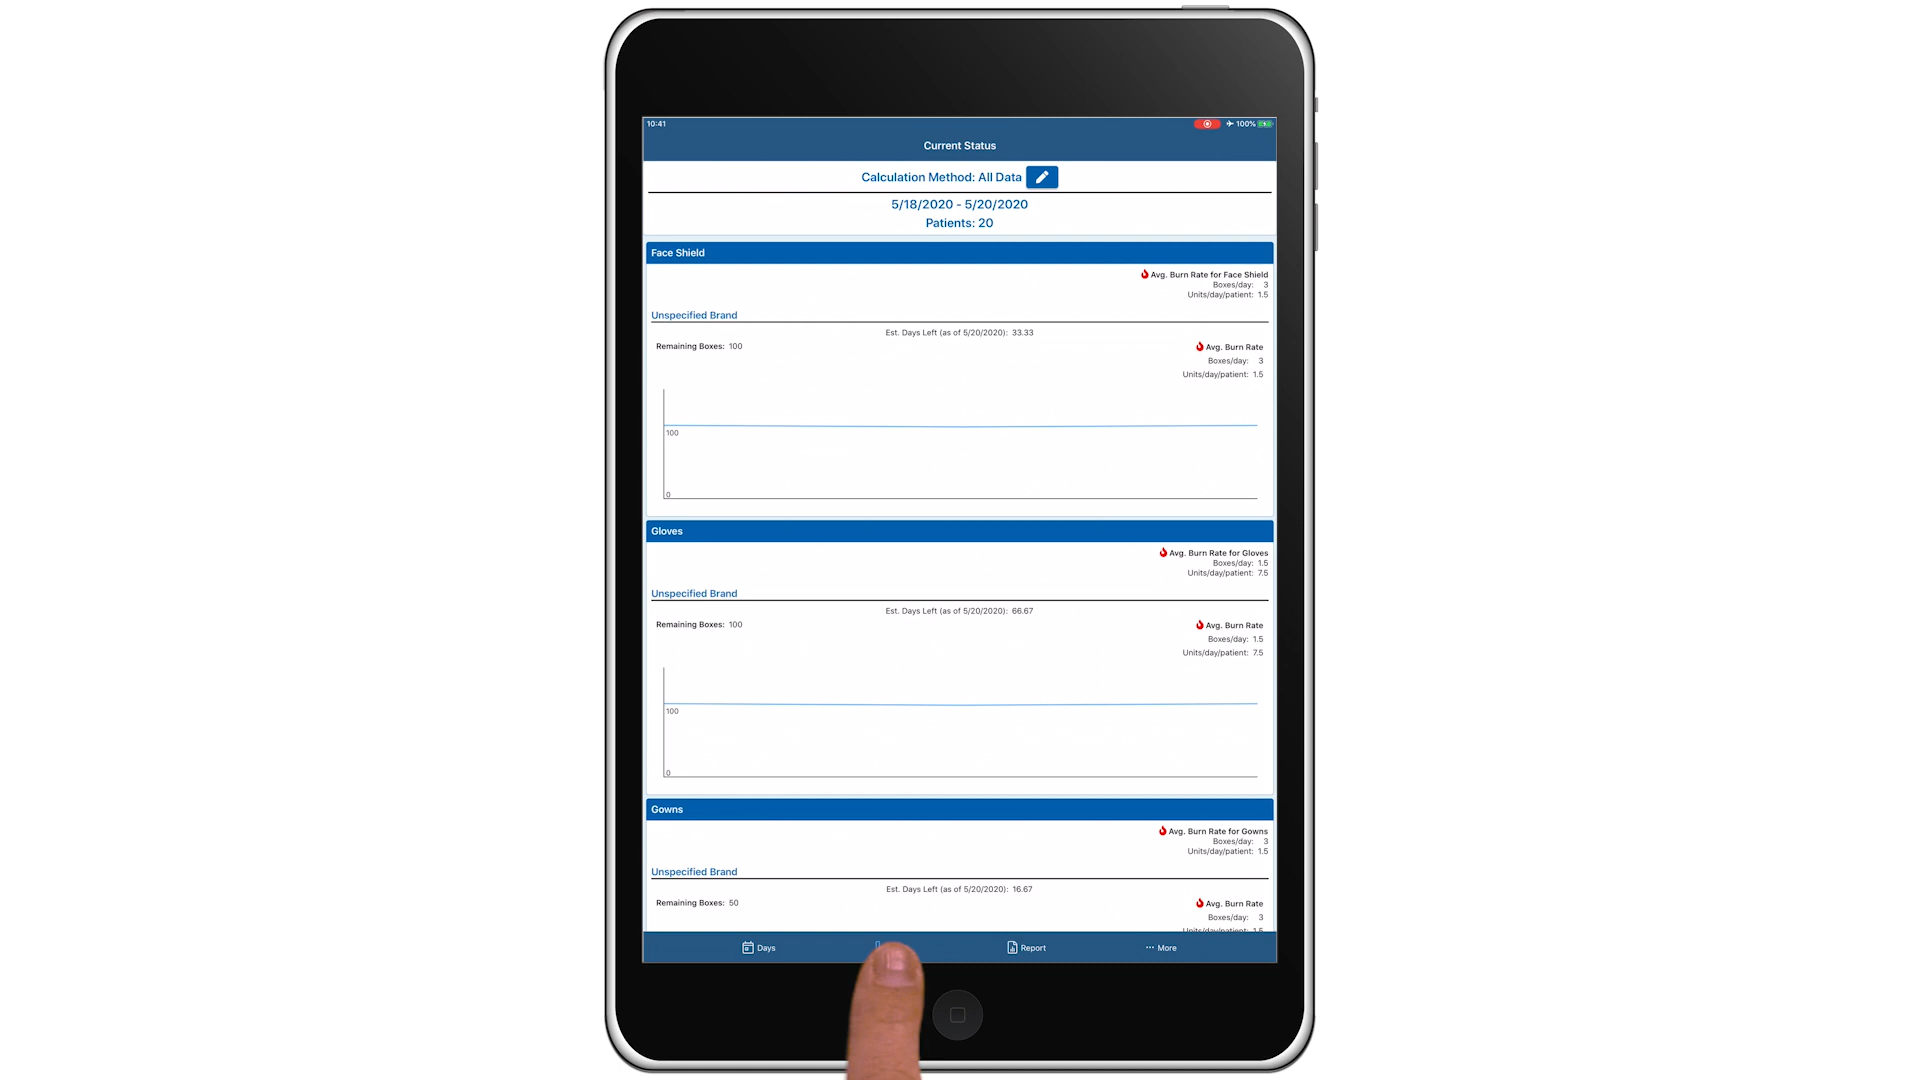 10:41
100%
Current Status
Calculation Method: All Data
5/18/2020 - 5/20/2020
Patients: 20
Face Shield
Avg. Burn Rate for Face Shield
Boxes/day: 3
Units/day/patient: 1.5
Unspecified Brand
Est. Days Left (as of 5/20/2020): 33.33
Remaining Boxes: 100
Avg. Burn Rate
Boxes/day: 3
Units/day/patient: 1.5
100
0
Gloves
Avg. Burn Rate for Gloves
Boxes/day: 1.5
Units/day/patient: 7.5
Unspecified Brand
Est. Days Left (as of 5/20/2020): 66.67
Remaining Boxes: 100
Avg. Burn Rate
Boxes/day: 1.5
Units/day/patient: 7.5
100
0
Gowns
Avg. Burn Rate for Gowns
Boxes/day: 3
Units/day/patient: 1.5
Unspecified Brand
Est. Days Left (as of 5/20/2020): 16.67
Remaining Boxes: 50
Avg. Burn Rate
Boxes/day: 3
Units/day/patient: 1.5
Days
Report
... More